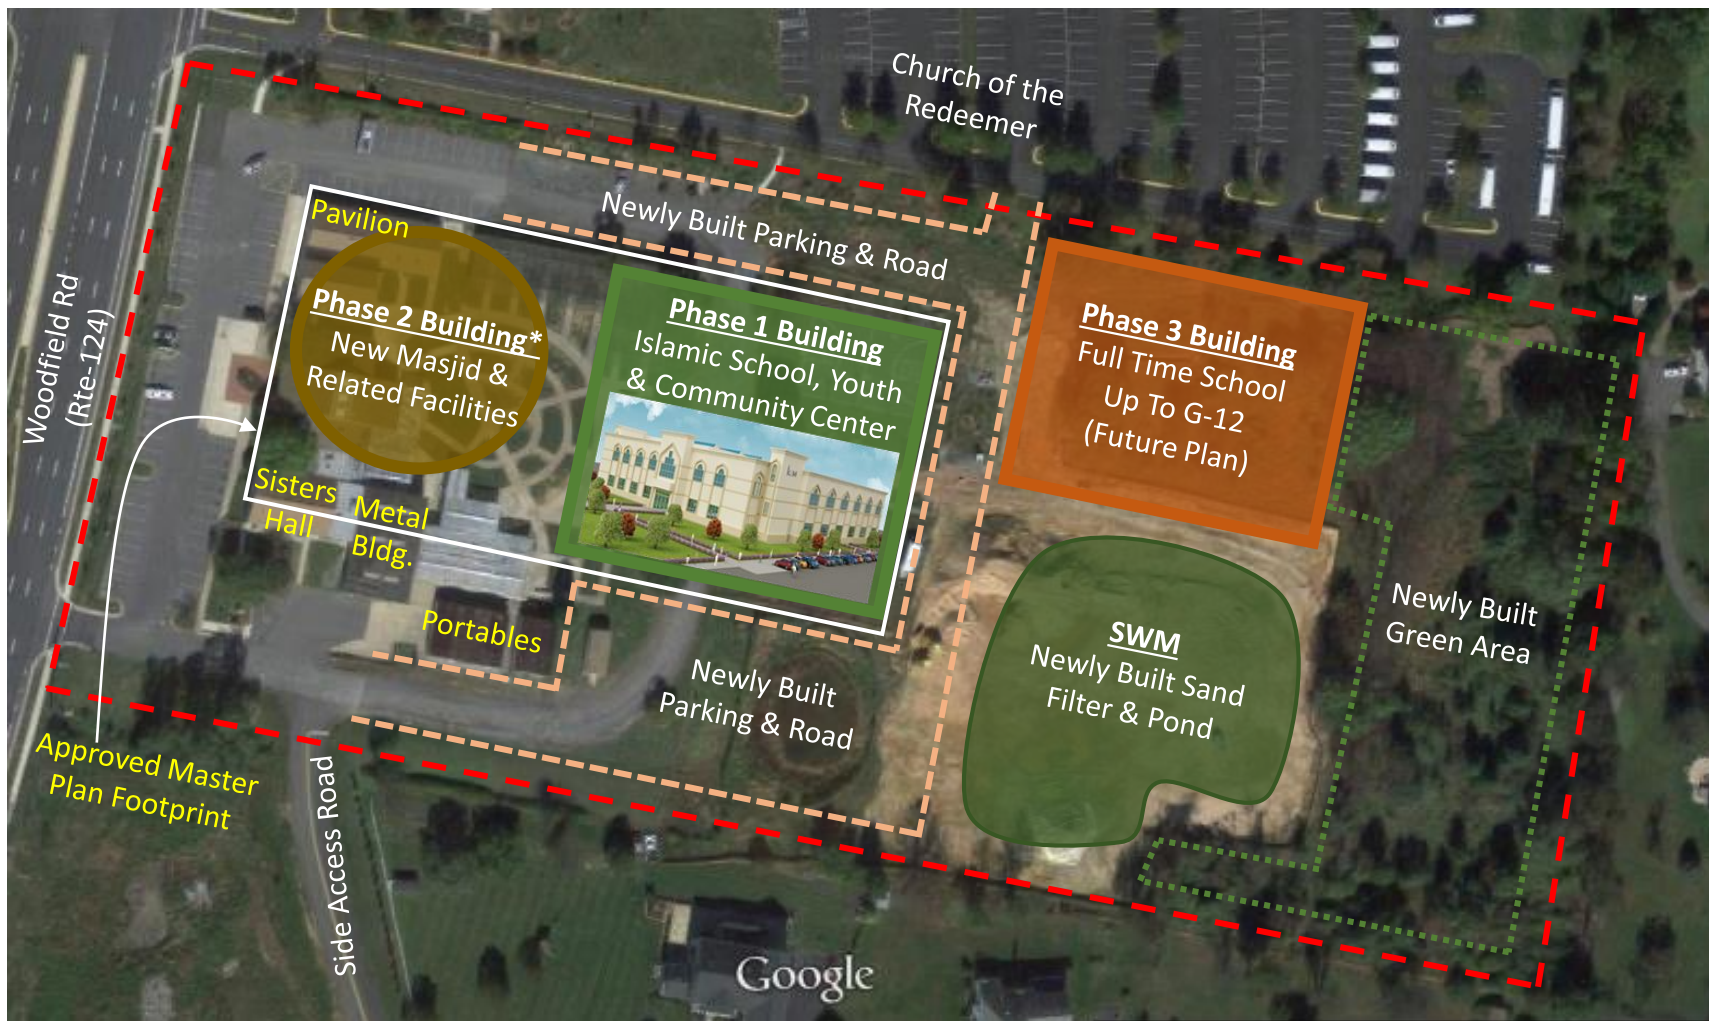 Church of the
Redeemer
Pavilion
Newly Built Parking & Road
Woodfield Rd
(Rte-124)
Phase 2 Building*
New Masjid &
Related Facilities
Phase 1 Building
Islamic School, Youth
& Community Center
Phase 3 Building
Full Time School
Up To G-12
(Future Plan)
Sisters
Hall
Metal
Bldg.
Portables
Newly Built
Parking & Road
SWM
Newly Built Sand
Filter & Pond
Newly Built
Green Area
Approved Master
Plan Footprint
Side Access Road
Google